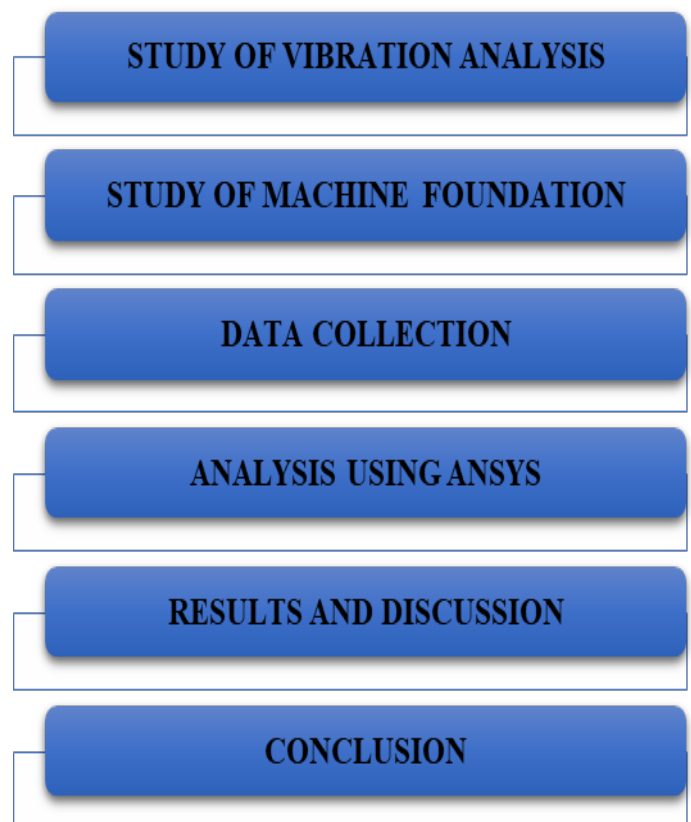 STUDY OF VIBRATION ANALYSIS
STUDY OF MACHINE FOUNDATION
DATA COLLECTION
ANALYSIS USING ANSYS
RESULTS AND DISCUSSION
CONCLUSION